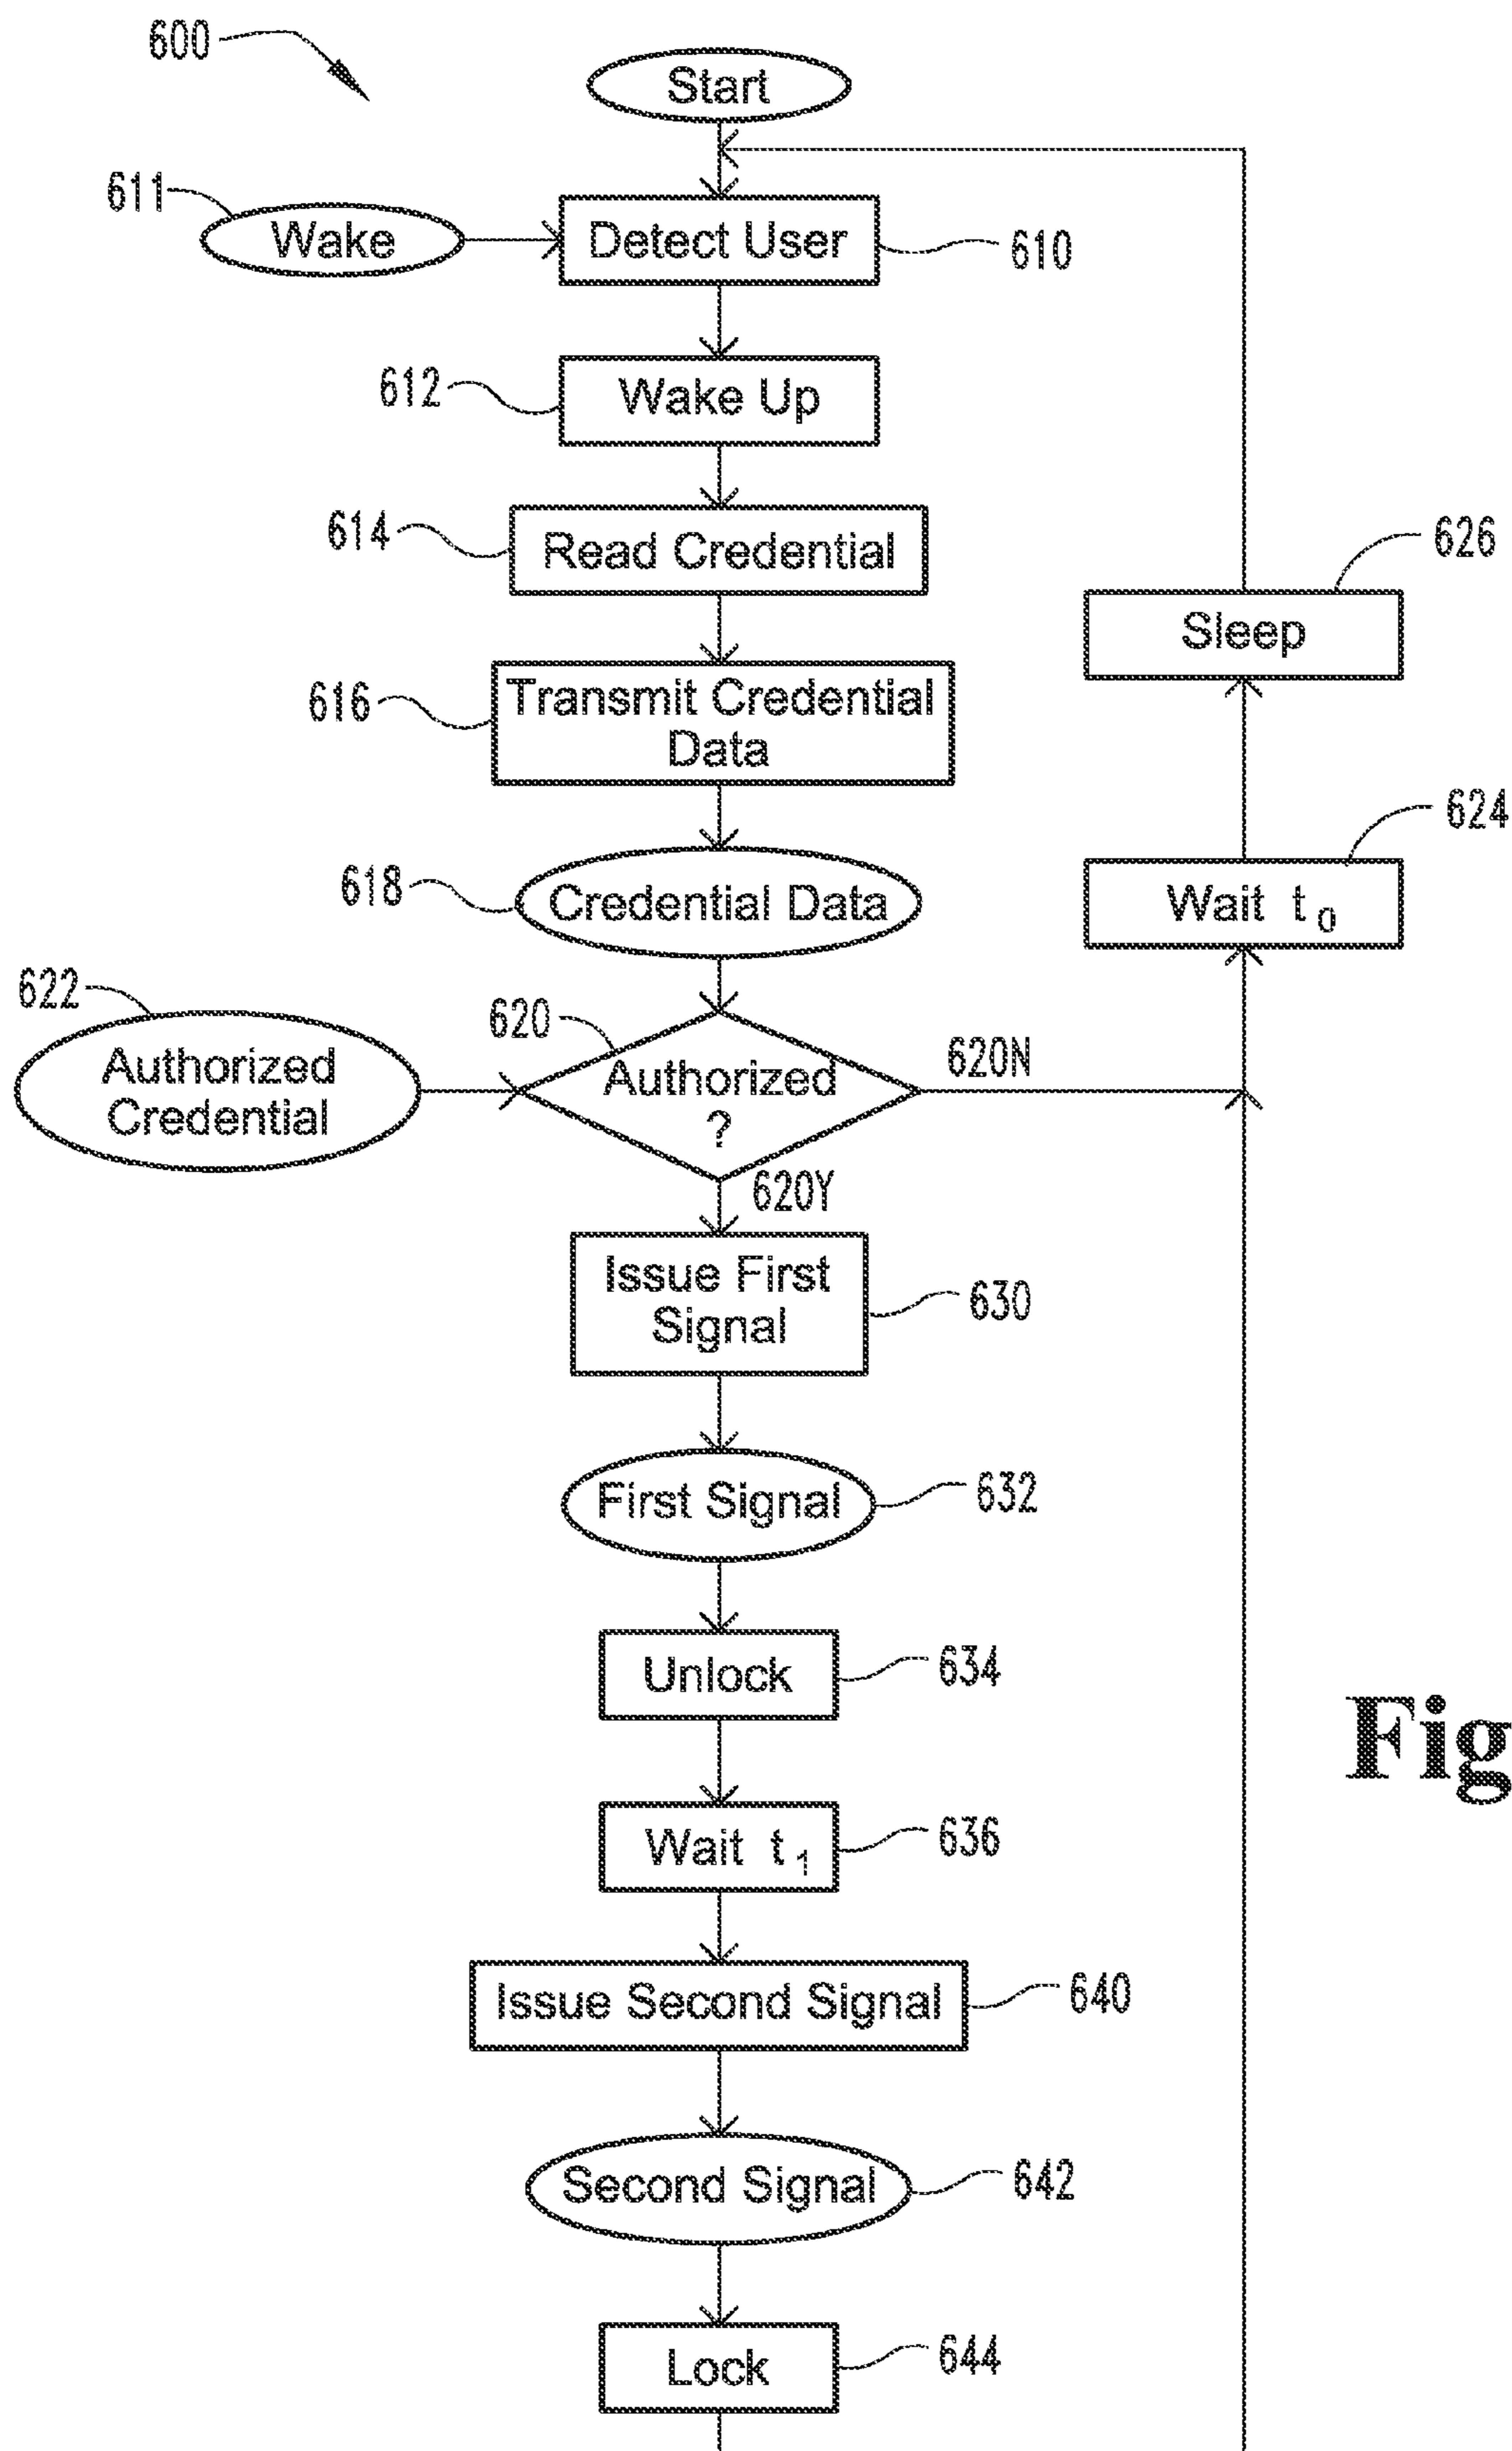 600
Start
611
Wake
Detect User
610
612
Wake Up
614
Read Credential
626
Sleep
616
Transmit Credential
Data
624
Wait t0
618
Credential Data
622
Authorized
Credential
620
Authorized
?
620N
620Y
Issue First
Signal
630
First Signal
632
Unlock
634
Fig
Wait t1
636
Issue Second Signal
640
Second Signal
642
Lock
644